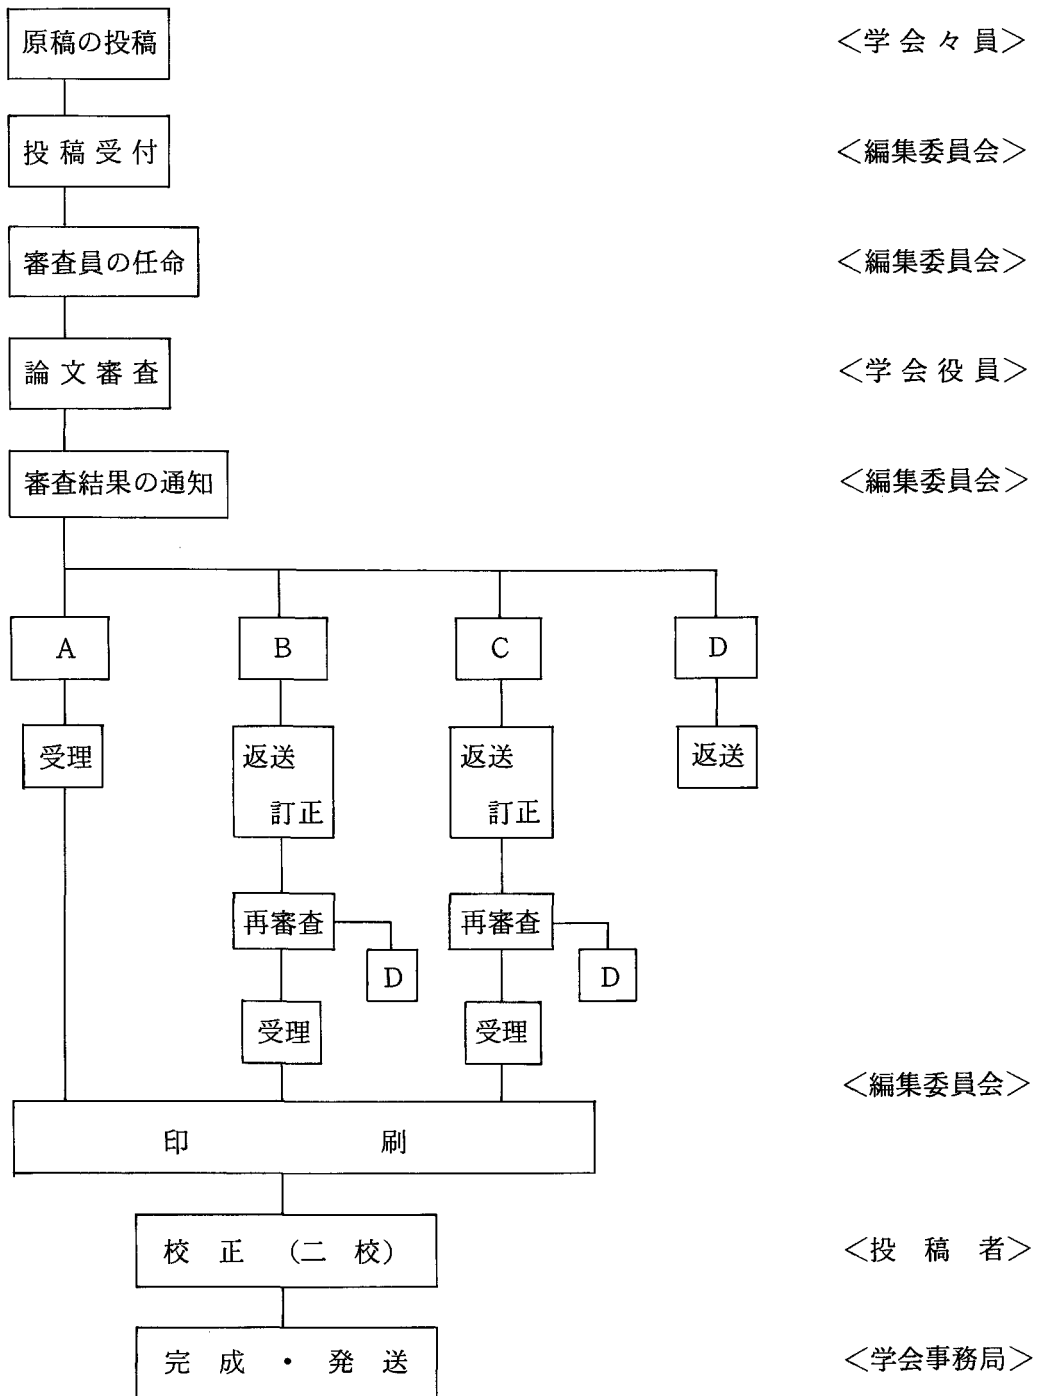 原稿の投稿 <学会々員>
投稿受付 <編集委員会>
審査員の任命 <編集委員会>
論文審査 <学会役員>
審査結果の通知 <編集委員会>
A B C D
受理 返送 返送 返送
訂正 訂正
再審査 再審査
D D
受理 受理
<編集委員会>
印刷
校正 (二校) <投稿者>
完成・発送 <学会事務局>